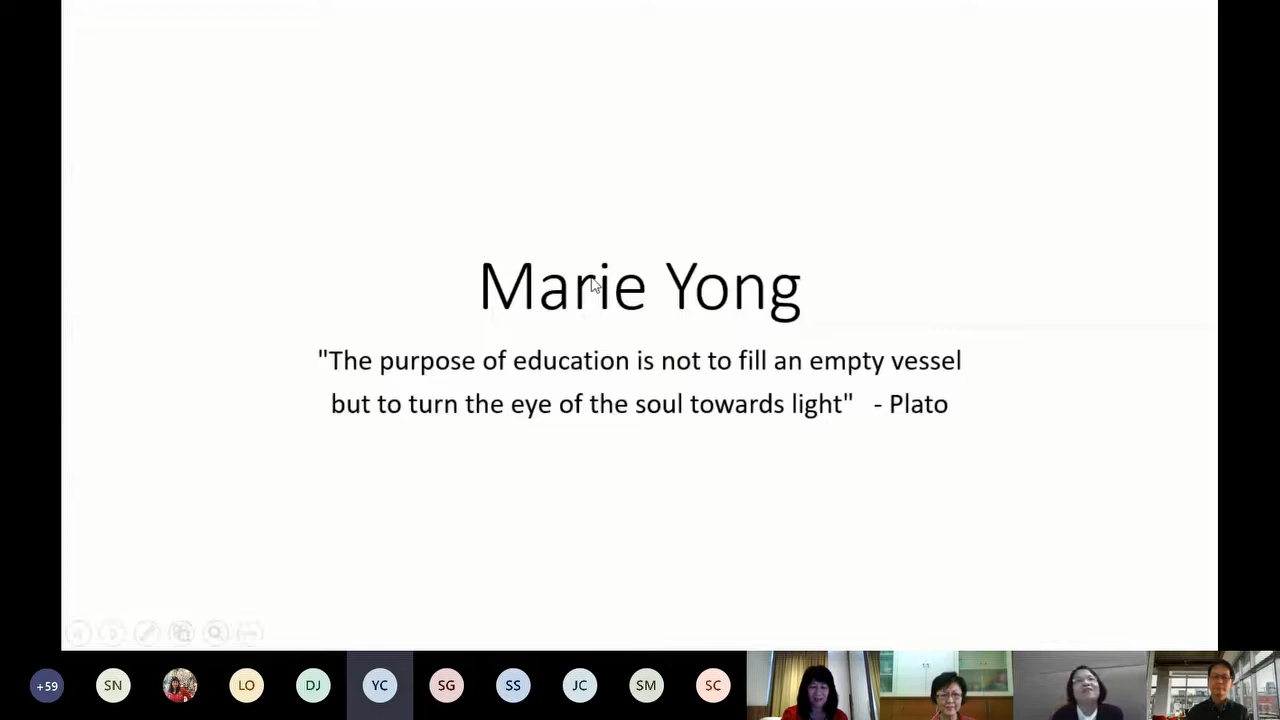 Marie Yong
"The purpose of education is not to fill an empty vessel
but to turn the eye of the soul towards light"   - Plato
+59
SN
LO
DJ
YC
SG
SS
JC
SM
SC